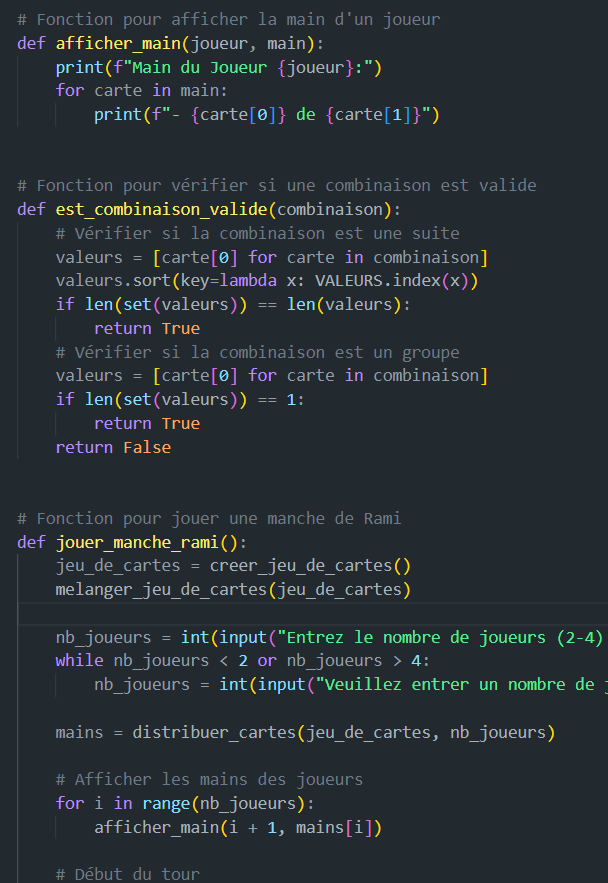 # Fonction pour afficher la main d'un joueur
def afficher_main(joueur, main):
    print(f"Main du Joueur {joueur}:")
    for carte in main:
        print(f"- {carte[0]} de {carte[1]}")
# Fonction pour vérifier si une combinaison est valide
def est_combinaison_valide(combinaison):
    # Vérifier si la combinaison est une suite
    valeurs = [carte[0] for carte in combinaison]
    valeurs.sort(key=lambda x: VALEURS.index(x))
    if len(set(valeurs)) == len(valeurs):
        return True
    # Vérifier si la combinaison est un groupe
    valeurs = [carte[0] for carte in combinaison]
    if len(set(valeurs)) == 1:
        return True
    return False
# Fonction pour jouer une manche de Rami
def jouer_manche_rami():
    jeu_de_cartes = creer_jeu_de_cartes()
    melanger_jeu_de_cartes(jeu_de_cartes)
    nb_joueurs = int(input("Entrez le nombre de joueurs (2-4)
    while nb_joueurs < 2 or nb_joueurs > 4:
        nb_joueurs = int(input("Veuillez entrer un nombre de
    mains = distribuer_cartes(jeu_de_cartes, nb_joueurs)
    # Afficher les mains des joueurs
    for i in range(nb_joueurs):
        afficher_main(i + 1, mains[i])
    # Début du tour